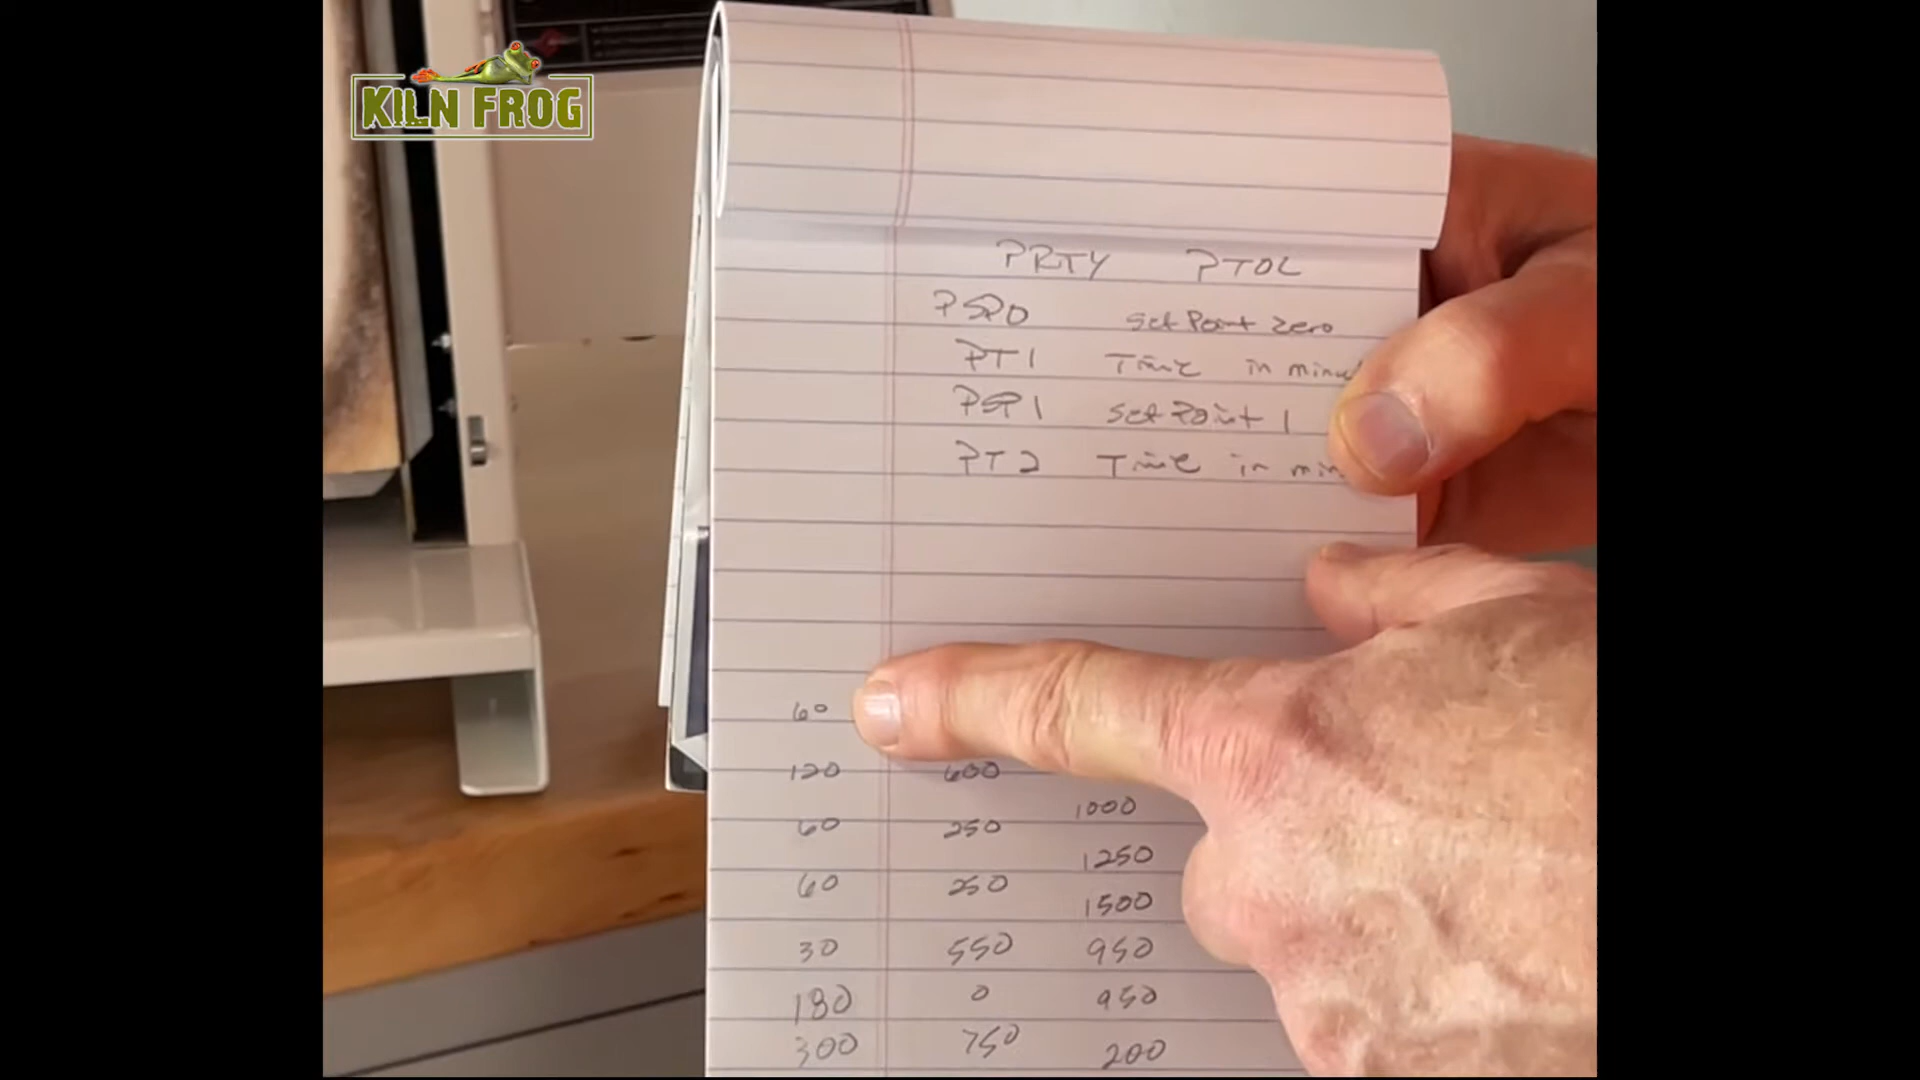 KILN FROG
PRTY PTOL
PSP0 Set Point Zero
PT1 Time in
PSP1 Set Point 1
PT2 Time in
60
120 600
1000
60 250
1250
60 250
1500
30 550 950
180 0 950
300 750 200